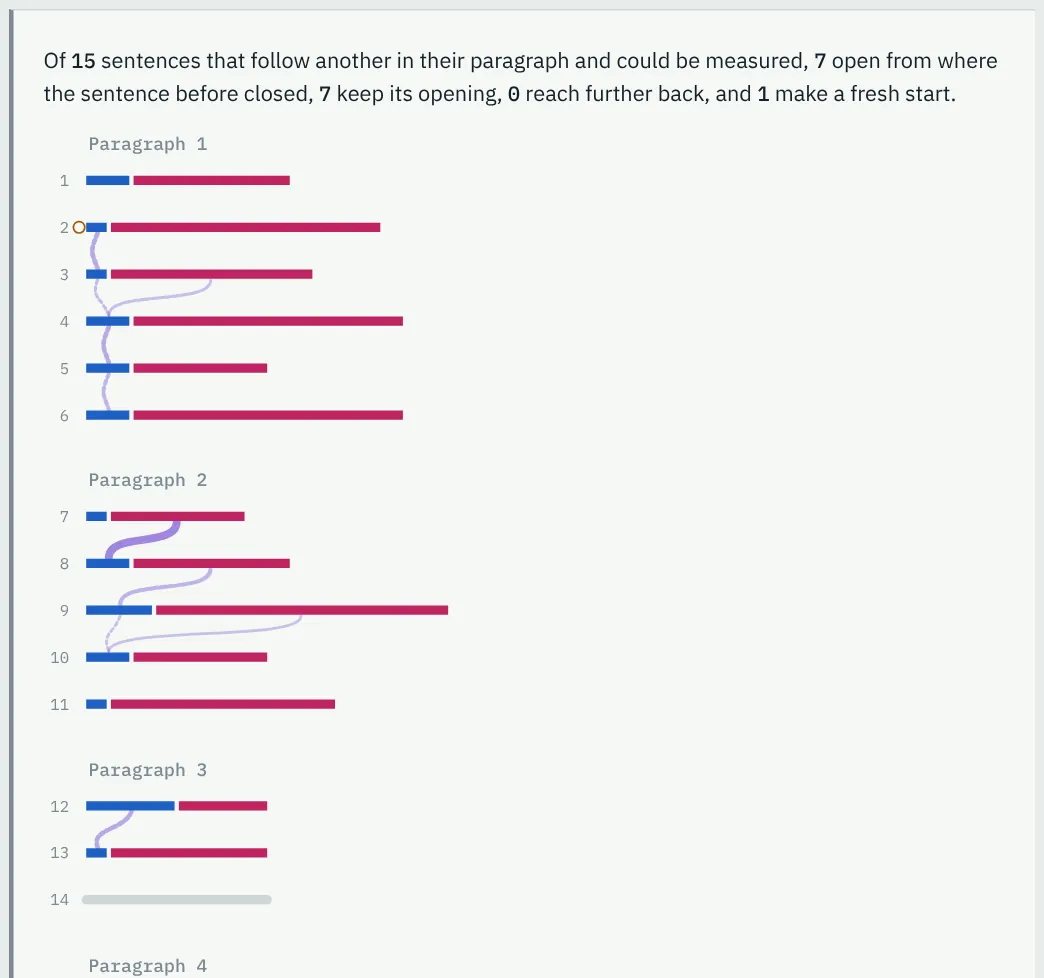 Of 15 sentences that follow another in their paragraph and could be measured, 7 open from where
the sentence before closed, 7 keep its opening, 0 reach further back, and 1 make a fresh start.
Paragraph 1
1
2
3
4
5
6
Paragraph 2
7
8
9
10
11
Paragraph 3
12
13
14
Paragraph 4